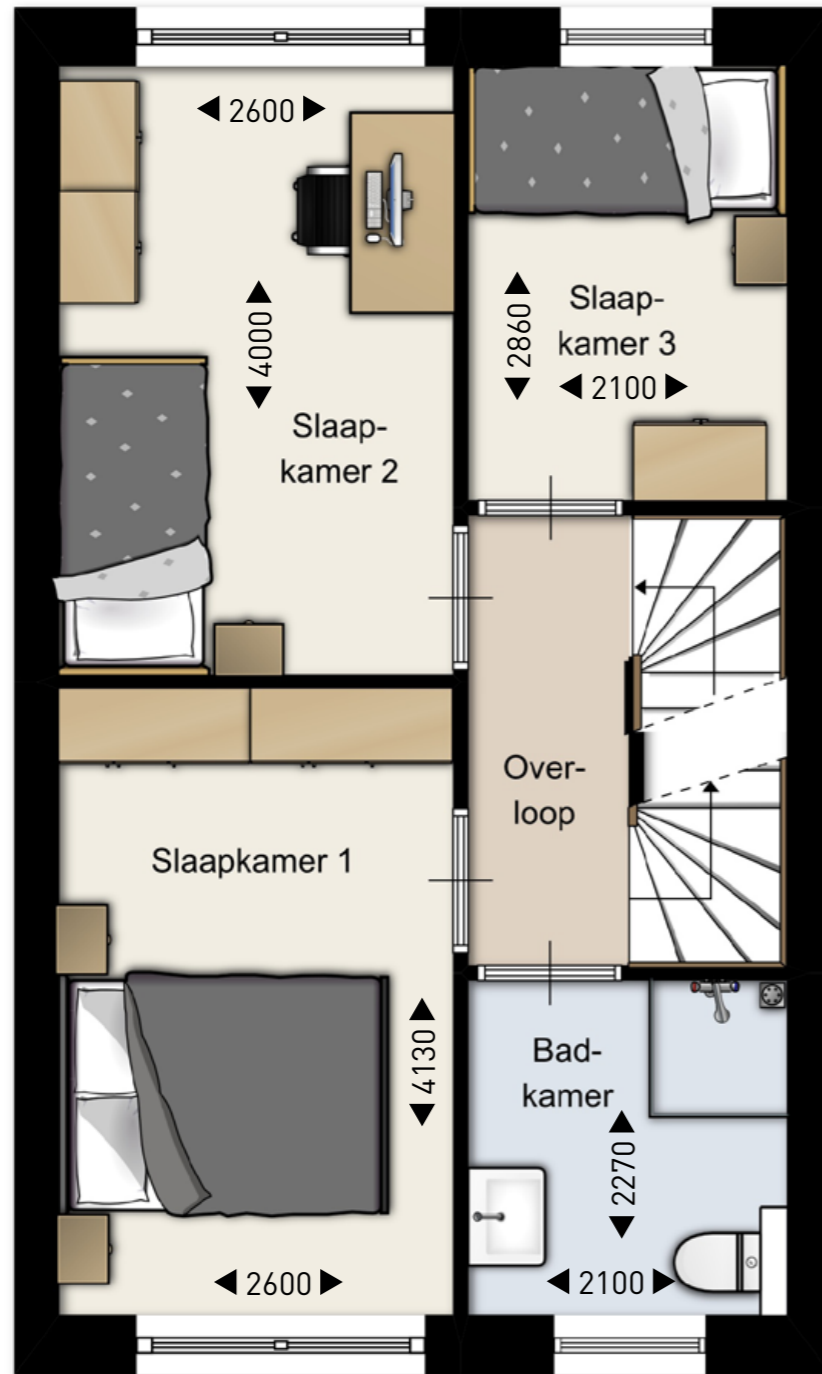 2600
4000
Slaap-
kamer 2
2860
Slaap-
kamer 3
2100
Over-
loop
Slaapkamer 1
4130
2600
Bad-
kamer
2270
2100